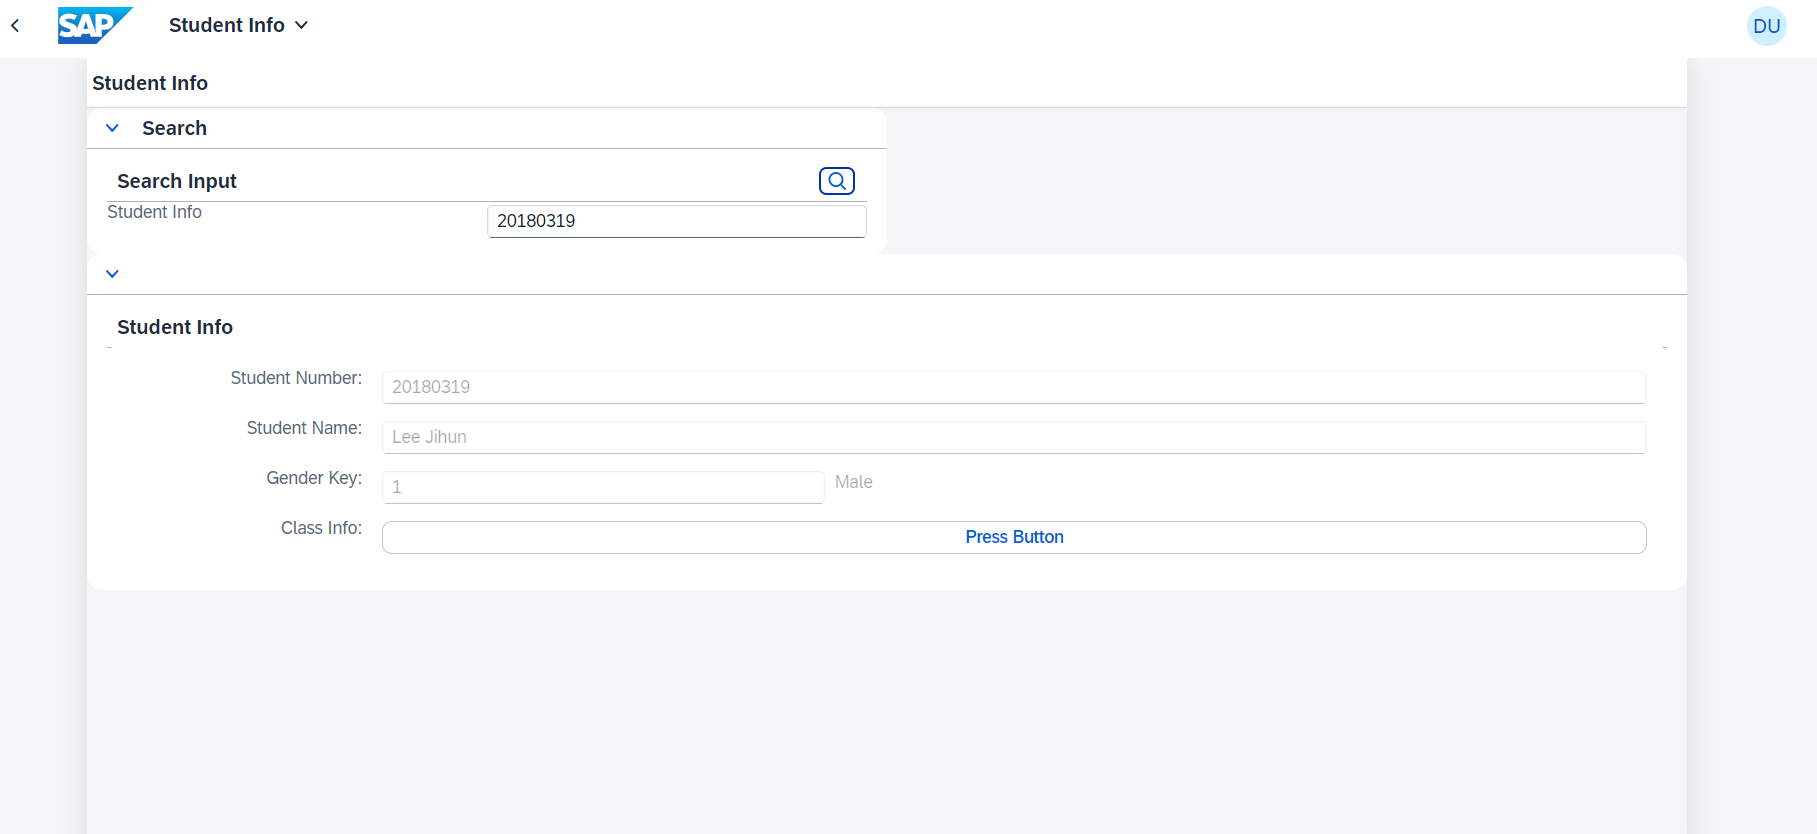 SAP
Student Info
DU
Student Info
Search
Search Input
Student Info
20180319
Student Info
Student Number:
20180319
Student Name:
Lee Jihun
Gender Key:
1
Male
Class Info:
Press Button